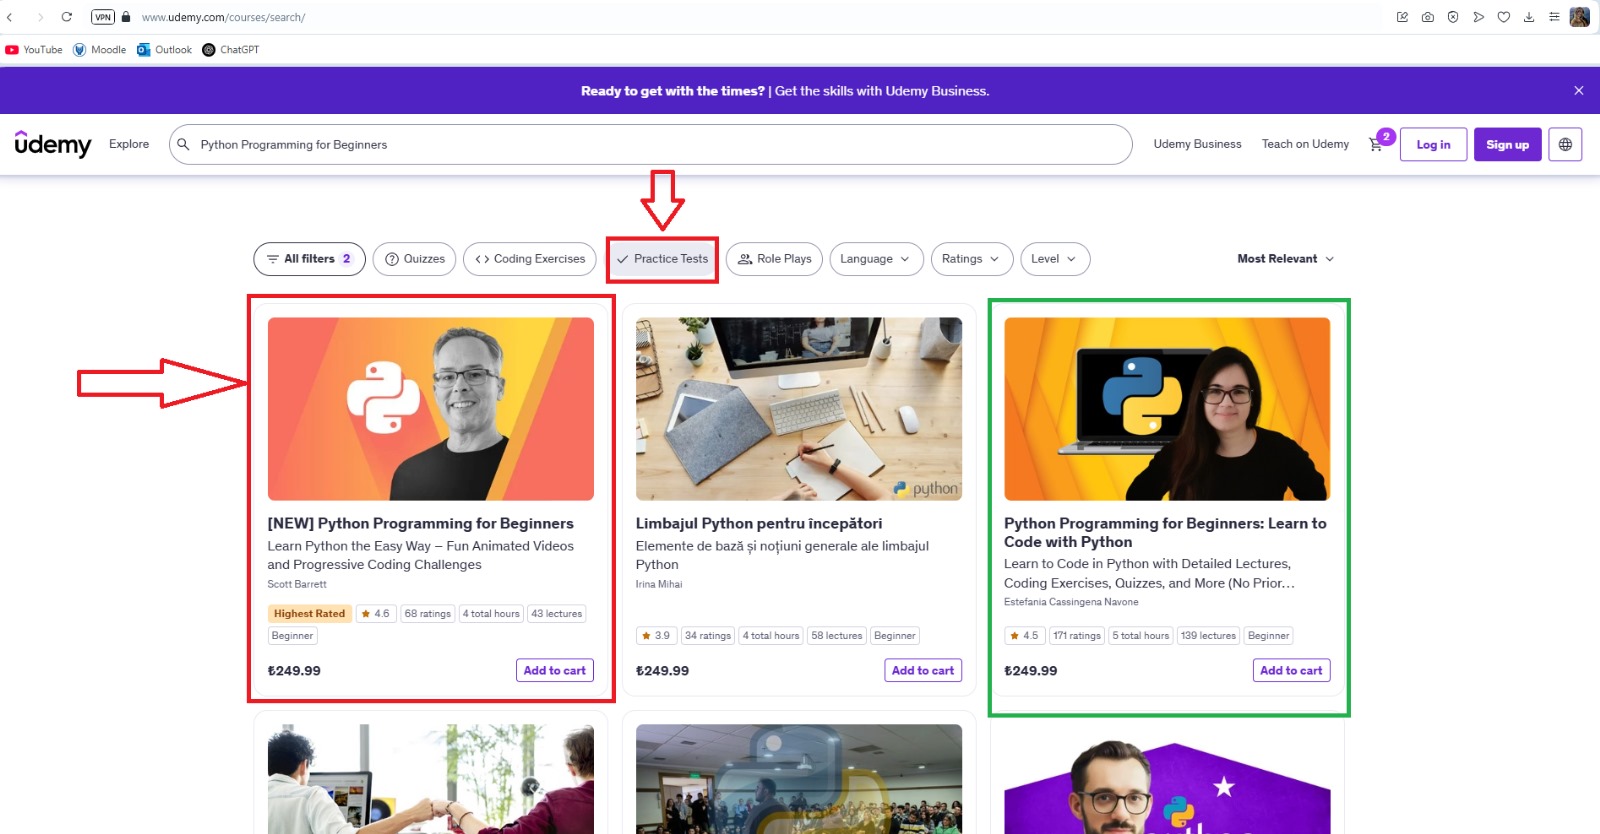 VPN
www.udemy.com/courses/search/
YouTube
Moodle
Outlook
ChatGPT
Ready to get with the times? | Get the skills with Udemy Business.
ûdemy
Explore
Python Programming for Beginners
Udemy Business
Teach on Udemy
2
Log in
Sign up
All filters 2
Quizzes
Coding Exercises
Practice Tests
Role Plays
Language
Ratings
Level
Most Relevant
[NEW] Python Programming for Beginners
Learn Python the Easy Way – Fun Animated Videos
and Progressive Coding Challenges
Scott Barrett
Highest Rated
4.6
68 ratings
4 total hours
43 lectures
Beginner
₺249.99
Add to cart
python
Limbajul Python pentru începători
Elemente de bază și noțiuni generale ale limbajul
Python
Irina Mihai
3.9
34 ratings
4 total hours
58 lectures
Beginner
₺249.99
Add to cart
Python Programming for Beginners: Learn to
Code with Python
Learn to Code in Python with Detailed Lectures,
Coding Exercises, Quizzes, and More (No Prior...
Estefania Cassingena Navone
4.5
171 ratings
5 total hours
139 lectures
Beginner
₺249.99
Add to cart